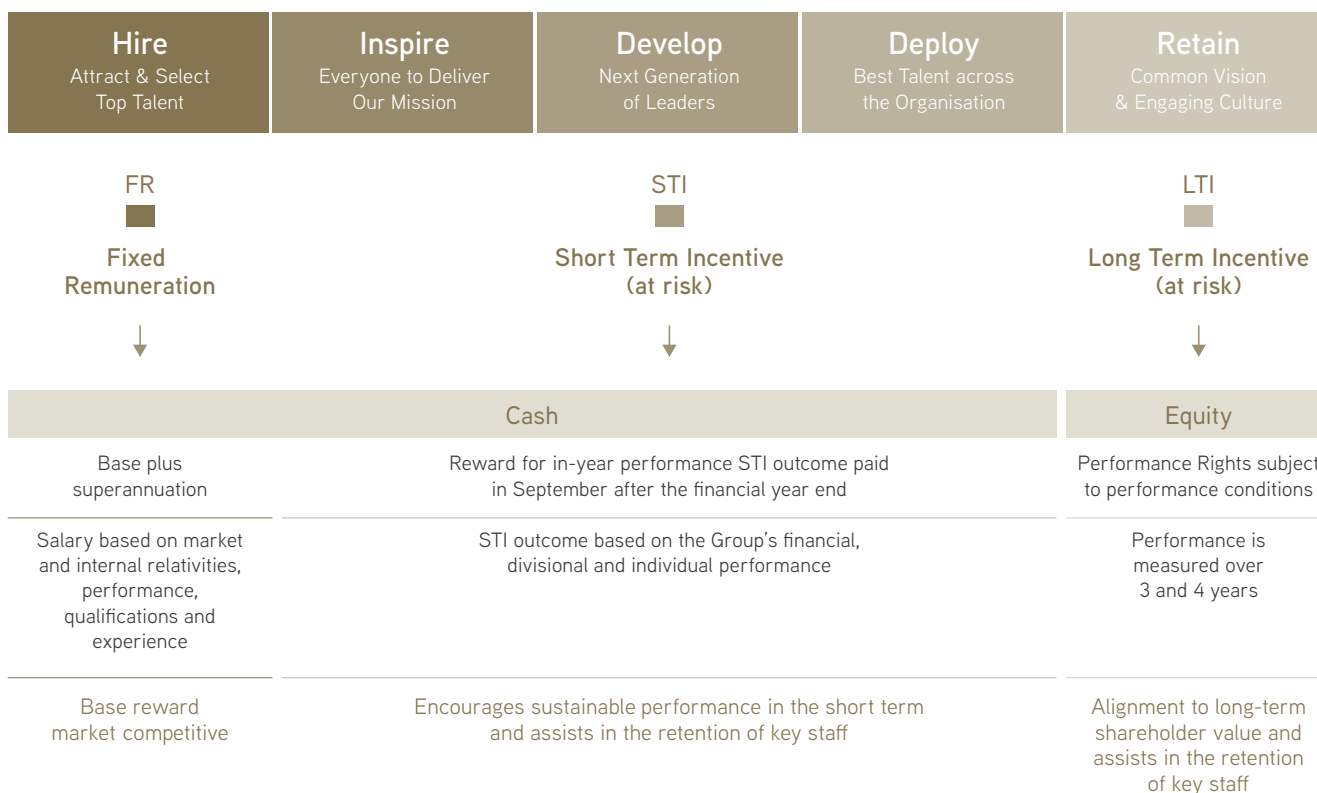 Hire
Attract & Select
Top Talent
Inspire
Everyone to Deliver
Our Mission
Develop
Next Generation
of Leaders
Deploy
Best Talent across
the Organisation
Retain
Common Vision
& Engaging Culture
FR
Fixed
Remuneration
STI
Short Term Incentive
(at risk)
LTI
Long Term Incentive
(at risk)
Cash
Equity
Base plus
superannuation
Reward for in-year performance STI outcome paid
in September after the financial year end
Performance Rights subject
to performance conditions
Salary based on market
and internal relativities,
performance,
qualifications and
experience
STI outcome based on the Group's financial,
divisional and individual performance
Performance is
measured over
3 and 4 years
Base reward
market competitive
Encourages sustainable performance in the short term
and assists in the retention of key staff
Alignment to long-term
shareholder value and
assists in the retention
of key staff